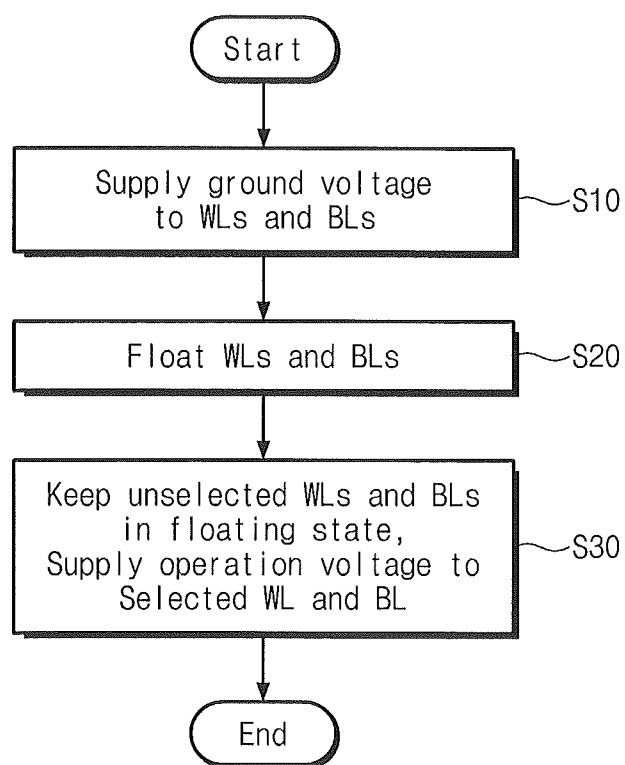 Start
Supply ground voltage
to WLs and BLs
S10
Float WLs and BLs
S20
Keep unselected WLs and BLs
in floating state,
Supply operation voltage to
Selected WL and BL
S30
End